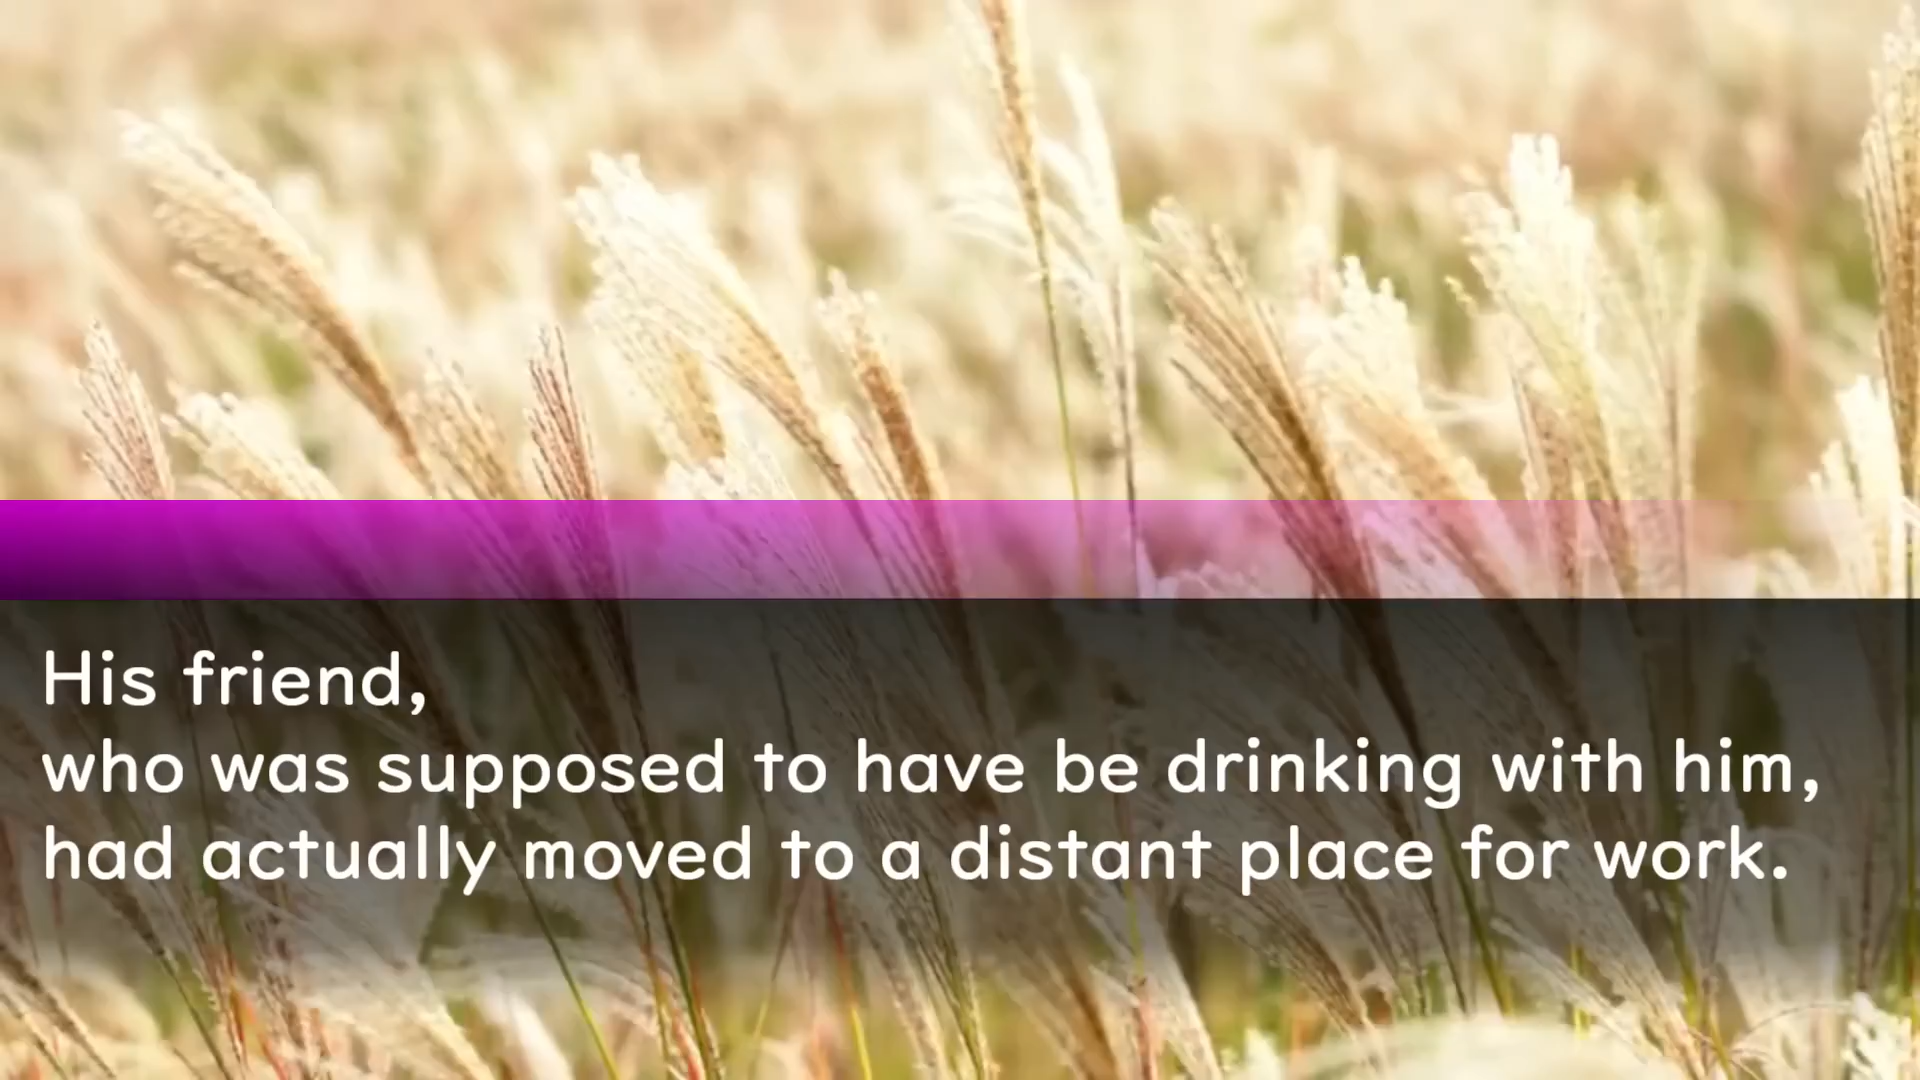 His friend,
who was supposed to have be drinking with him,
had actually moved to a distant place for work.